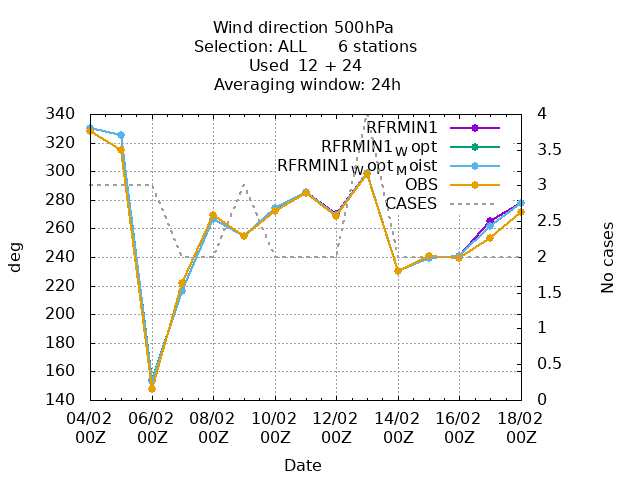 Wind direction 500hPa
Selection: ALL 6 stations
Used 12 + 24
Averaging window: 24h
340 4
RFRMIN1
320 3.5
RFRMIN1_W opt
RFRMIN1_W opt_M oist
300 3
OBS
280 2.5
CASES
260
240 2
220 1.5
200 1
180
160 0.5
140 0
deg
No cases
04/02 06/02 08/02 10/02 12/02 14/02 16/02 18/02
00Z 00Z 00Z 00Z 00Z 00Z 00Z 00Z
Date